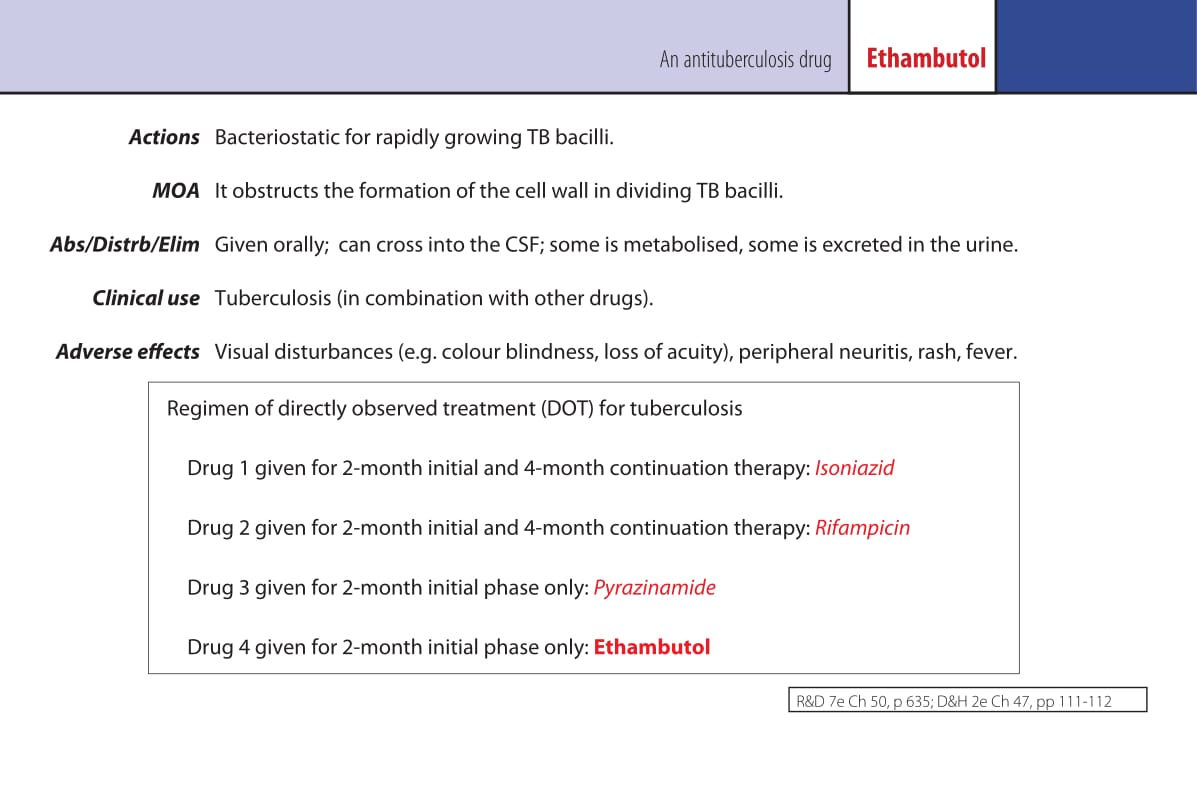 An antituberculosis drug Ethambutol
Actions Bacteriostatic for rapidly growing TB bacilli.
MOA It obstructs the formation of the cell wall in dividing TB bacilli.
Abs/Distrb/Elim Given orally; can cross into the CSF; some is metabolised, some is excreted in the urine.
Clinical use Tuberculosis (in combination with other drugs).
Adverse effects Visual disturbances (e.g. colour blindness, loss of acuity), peripheral neuritis, rash, fever.
Regimen of directly observed treatment (DOT) for tuberculosis
Drug 1 given for 2-month initial and 4-month continuation therapy: Isoniazid
Drug 2 given for 2-month initial and 4-month continuation therapy: Rifampicin
Drug 3 given for 2-month initial phase only: Pyrazinamide
Drug 4 given for 2-month initial phase only: Ethambutol
R&D 7e Ch 50, p 635; D&H 2e Ch 47, pp 111-112